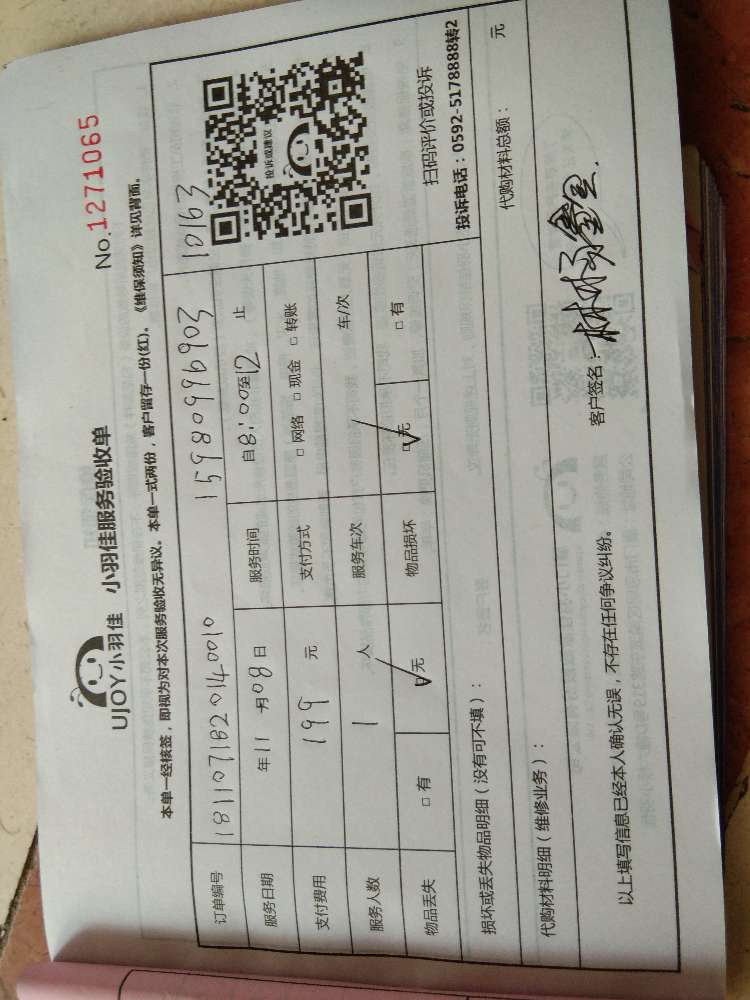 UJOY小羽佳 小羽佳服务验收单
No.1271065
本单一经核签,即视为对本次服务验收无异议。本单一式两份,客户留存一份(红)。《维保须知》详见背面。
订单编号 181107182014-0010 15980996903 10163
服务日期 年11月08日 服务时间 自8:00至12止
支付费用 199元 支付方式 □网络 □现金 □转账
服务人数 1人 服务车次 / 车/次
物品丢失 □有 ☑无 物品损坏 ☑无 □有
投诉或建议
扫码评价或投诉
投诉电话:0592-5178888转2
损坏或丢失物品明细(没有可不填):
代购材料明细(维修业务): 代购材料总额: 元
以上填写信息已经本人确认无误,不存在任何争议纠纷。
客户签名: